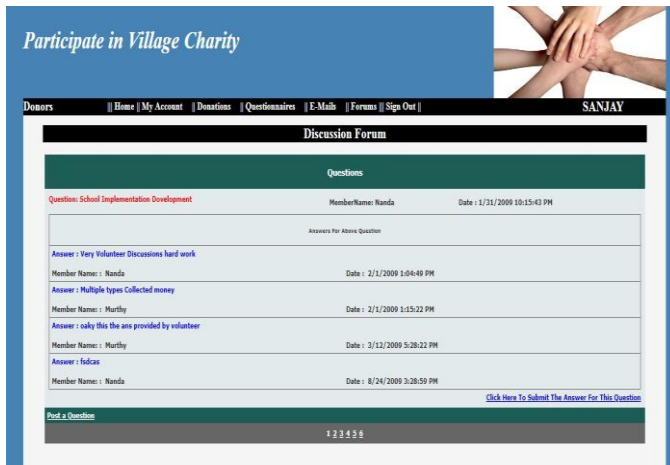 Participate in Village Charity
Donors || Home || My Account || Donations || Questionnaires || E-Mails || Forums || Sign Out || SANJAY
Discussion Forum
Questions
Question: School Implementation Dovelopment MemberName: Nanda Date : 1/31/2009 10:15:43 PM
Answers For Above Question
Answer : Very Volunteer Discussions hard work
Member Name: : Nanda Date : 2/1/2009 1:04:49 PM
Answer : Multiple types Collected money
Member Name: : Murthy Date : 2/1/2009 1:15:22 PM
Answer : oaky this the ans provided by volunteer
Member Name: : Murthy Date : 3/12/2009 5:28:22 PM
Answer : fsdcas
Member Name: : Nanda Date : 8/24/2009 3:28:59 PM
Click Here To Submit The Answer For This Question
Post a Question
1 2 3 4 5 6